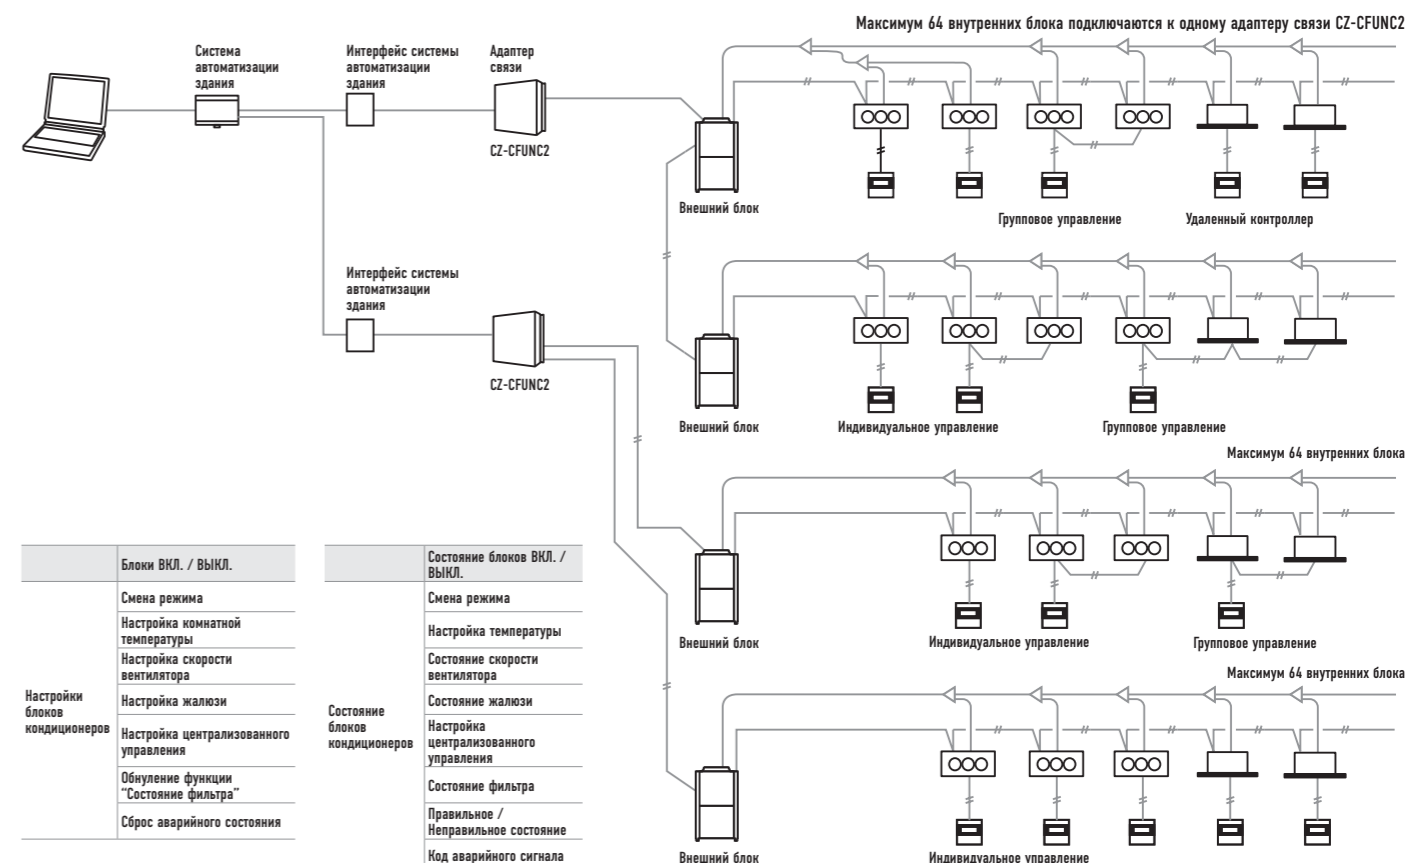 Максимум 64 внутренних блока подключаются к одному адаптеру связи CZ-CFUNC2
Система
автоматизации
здания
Интерфейс системы
автоматизации
здания
Адаптер
связи
CZ-CFUNC2
Внешний блок
Групповое управление
Удаленный контроллер
Интерфейс системы
автоматизации
здания
CZ-CFUNC2
Внешний блок
Индивидуальное управление
Групповое управление
Максимум 64 внутренних блока
Внешний блок
Индивидуальное управление
Групповое управление
Максимум 64 внутренних блока
Внешний блок
Индивидуальное управление
Настройки
блоков
кондиционеров
Блоки ВКЛ. / ВЫКЛ.
Смена режима
Настройка комнатной
температуры
Настройка скорости
вентилятора
Настройка жалюзи
Настройка централизованного
управления
Обнуление функции
“Состояние фильтра”
Сброс аварийного состояния
Состояние
блоков
кондиционеров
Состояние блоков ВКЛ. /
ВЫКЛ.
Смена режима
Настройка температуры
Состояние скорости
вентилятора
Состояние жалюзи
Настройка
централизованного
управления
Состояние фильтра
Правильное /
Неправильное состояние
Код аварийного сигнала